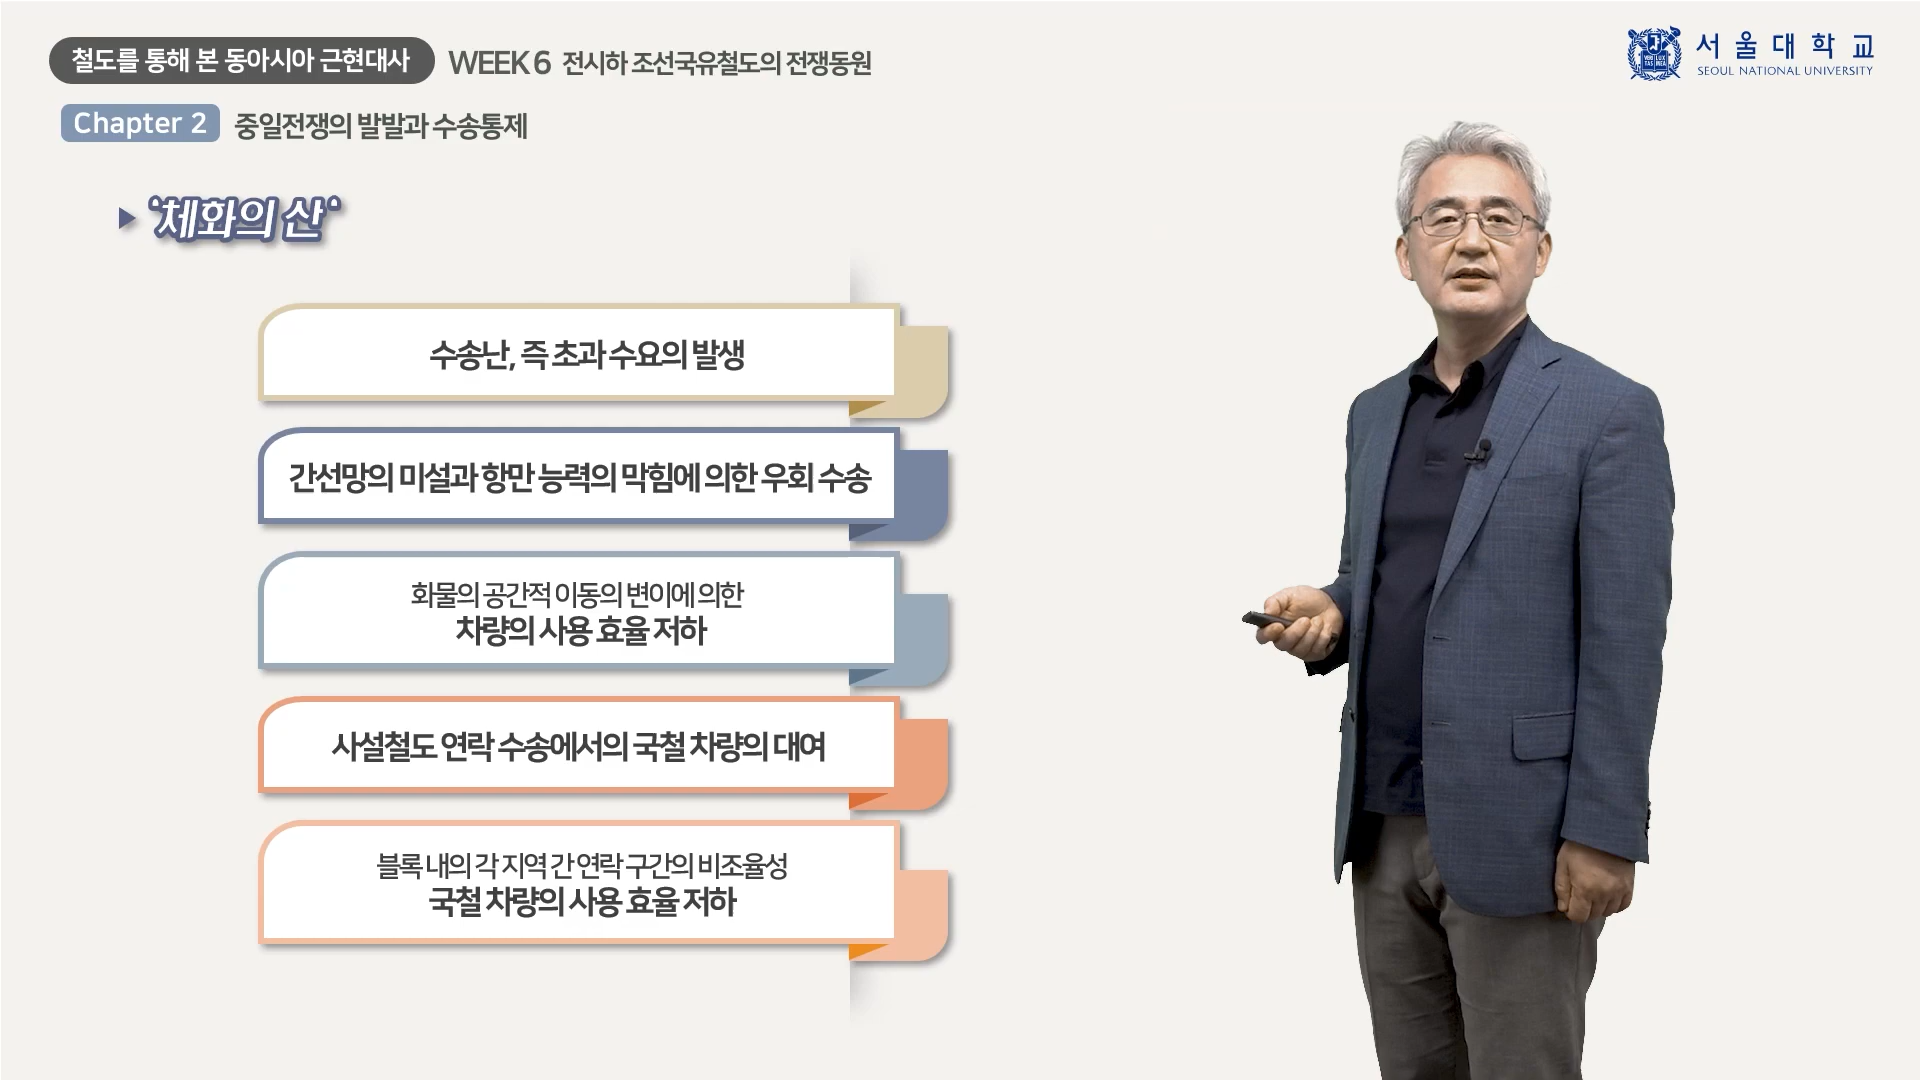 철도를 통해 본 동아시아 근현대사 WEEK 6 전시하 조선국유철도의 전쟁동원
서울대학교
SEOUL NATIONAL UNIVERSITY
Chapter 2 중일전쟁의 발발과 수송통제
'체화의 산'
수송난, 즉 초과 수요의 발생
간선망의 미설과 항만 능력의 막힘에 의한 우회 수송
화물의 공간적 이동의 변이에 의한
차량의 사용 효율 저하
사설철도 연락 수송에서의 국철 차량의 대여
블록 내의 각 지역 간 연락 구간의 비조율성
국철 차량의 사용 효율 저하